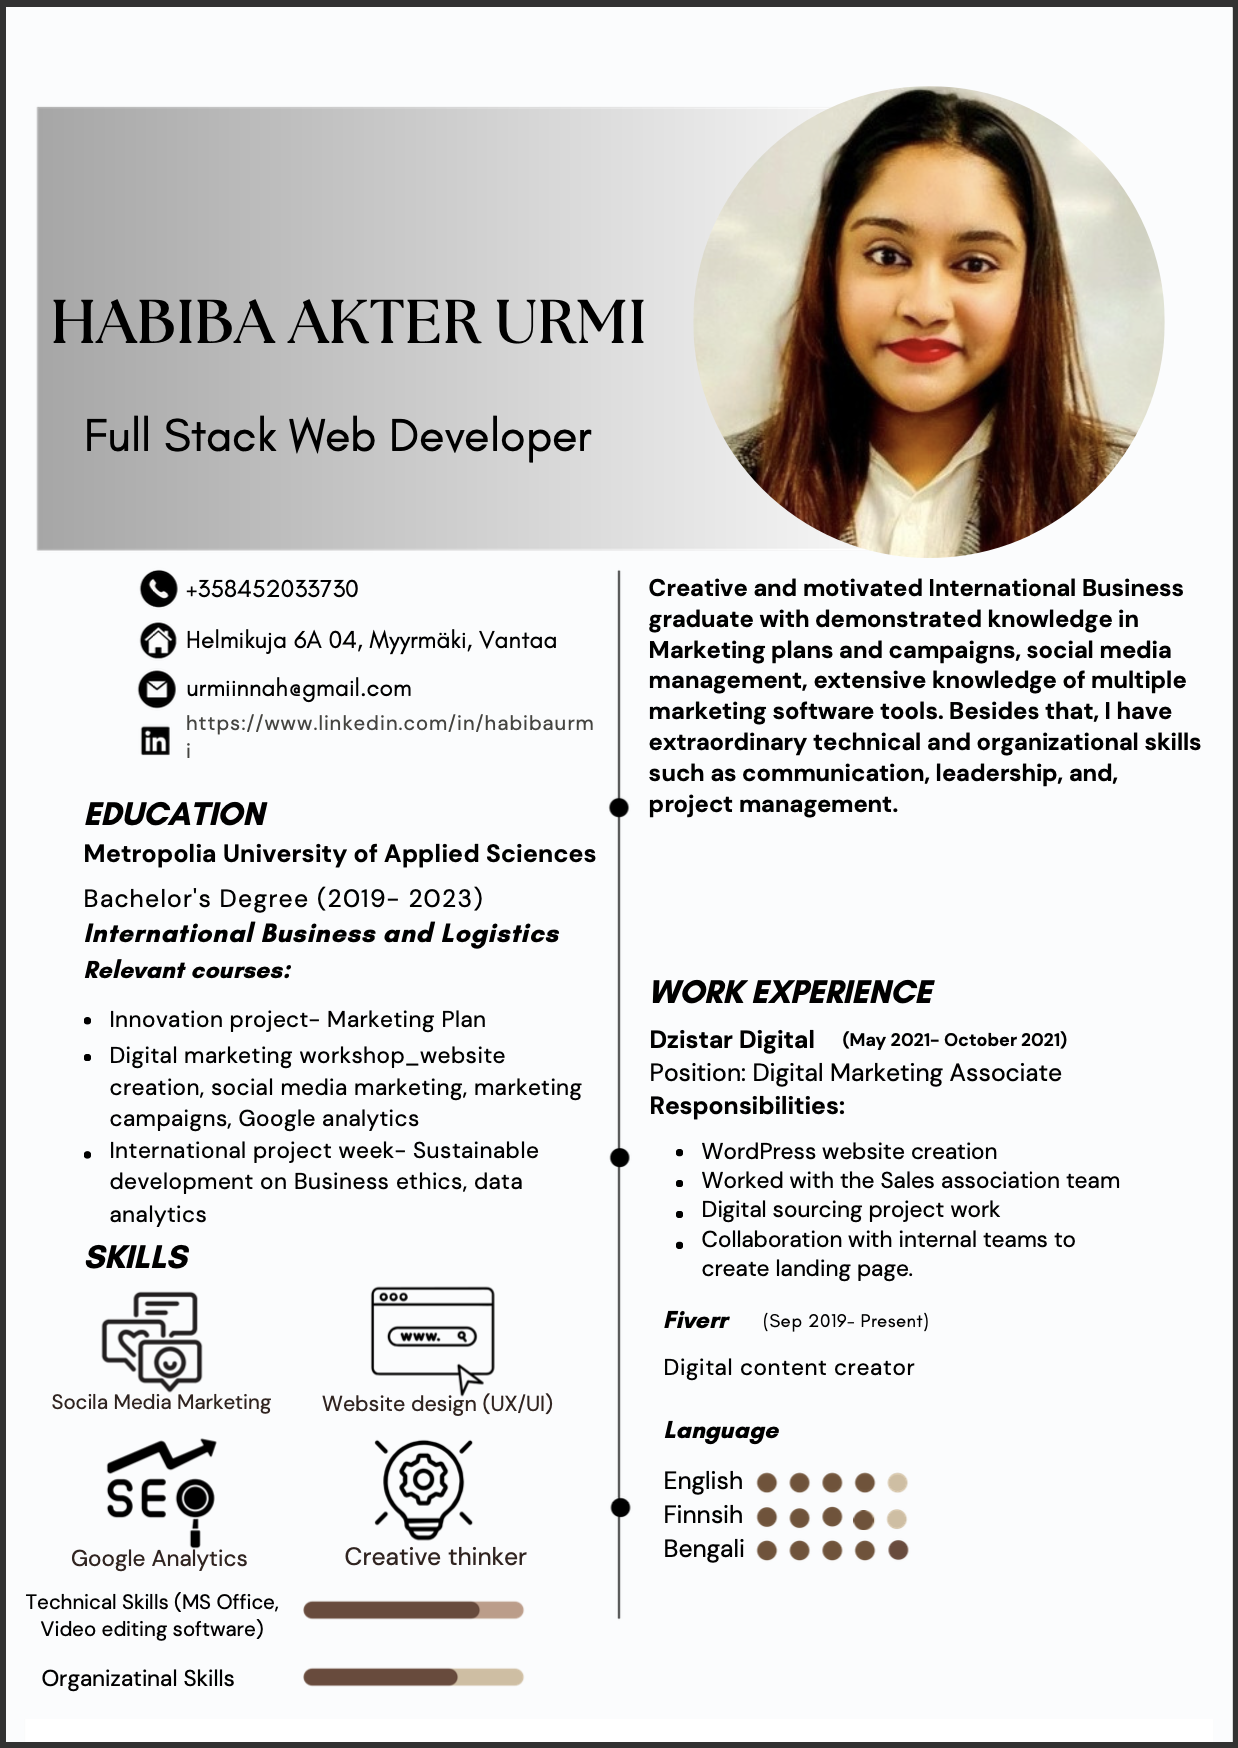 HABIBA AKTER URMI
Full Stack Web Developer
+358452033730
Helmikuja 6A 04, Myyrmäki, Vantaa
urmiinnah@gmail.com
https://www.linkedin.com/in/habibaurm
i
EDUCATION
Metropolia University of Applied Sciences
Bachelor's Degree (2019- 2023)
International Business and Logistics
Relevant courses:
• Innovation project- Marketing Plan
• Digital marketing workshop_website
creation, social media marketing, marketing
campaigns, Google analytics
• International project week- Sustainable
development on Business ethics, data
analytics
SKILLS
www.
Socila Media Marketing
Website design (UX/UI)
SEO
Google Analytics
Creative thinker
Technical Skills (MS Office,
Video editing software)
Organizatinal Skills
Creative and motivated International Business
graduate with demonstrated knowledge in
Marketing plans and campaigns, social media
management, extensive knowledge of multiple
marketing software tools. Besides that, I have
extraordinary technical and organizational skills
such as communication, leadership, and,
project management.
WORK EXPERIENCE
Dzistar Digital (May 2021- October 2021)
Position: Digital Marketing Associate
Responsibilities:
• WordPress website creation
• Worked with the Sales association team
• Digital sourcing project work
• Collaboration with internal teams to
create landing page.
Fiverr (Sep 2019- Present)
Digital content creator
Language
English
Finnsih
Bengali